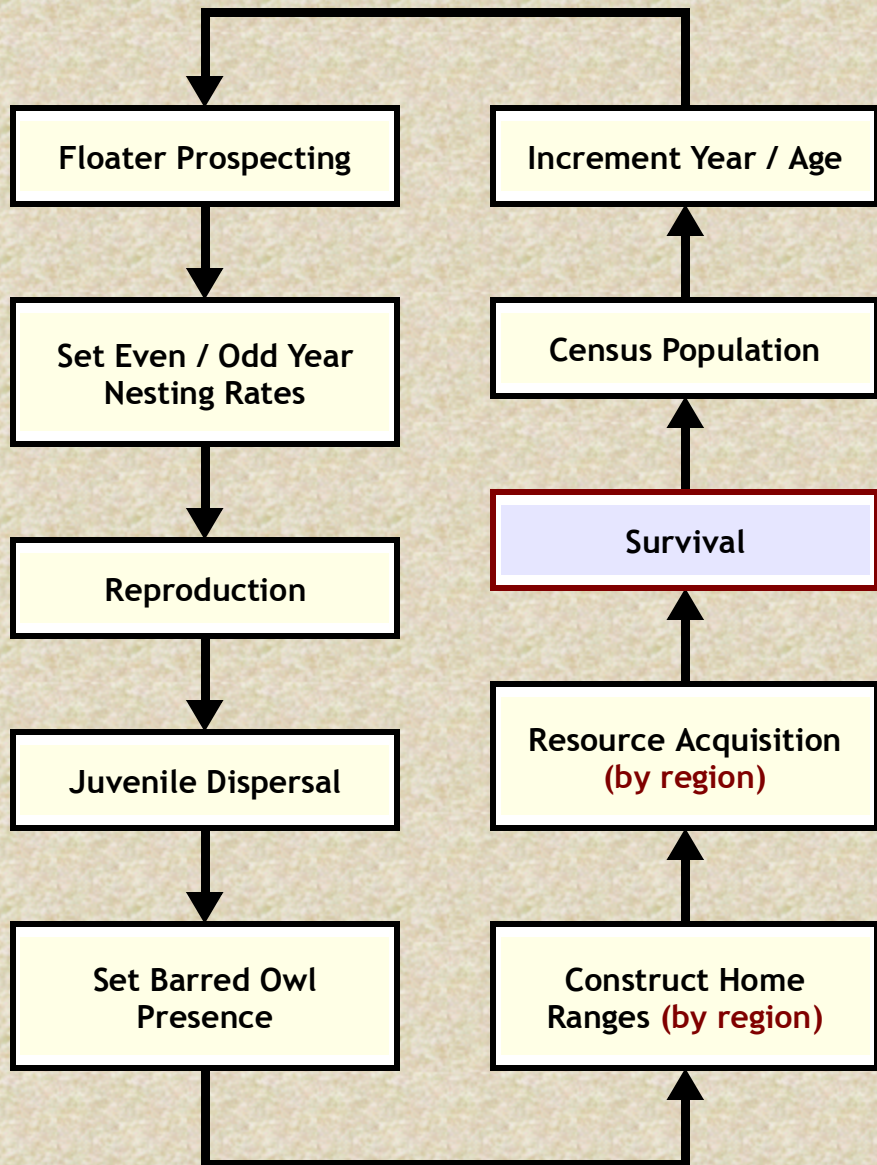 Floater Prospecting
Set Even / Odd Year
Nesting Rates
Reproduction
Juvenile Dispersal
Set Barred Owl
Presence
Construct Home
Ranges (by region)
Resource Acquisition
(by region)
Survival
Census Population
Increment Year / Age